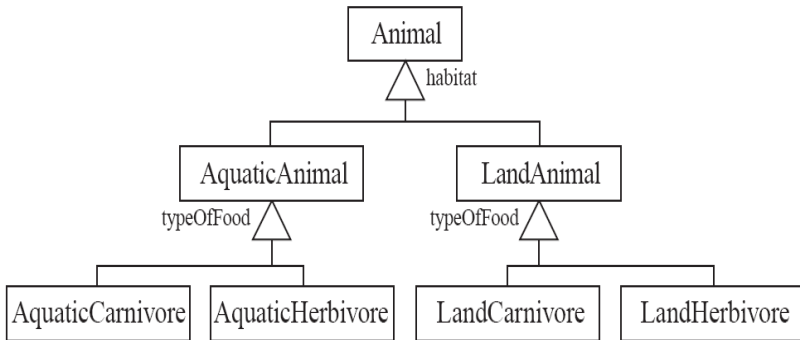 Animal
habitat
AquaticAnimal
LandAnimal
typeOfFood
typeOfFood
AquaticCarnivore
AquaticHerbivore
LandCarnivore
LandHerbivore